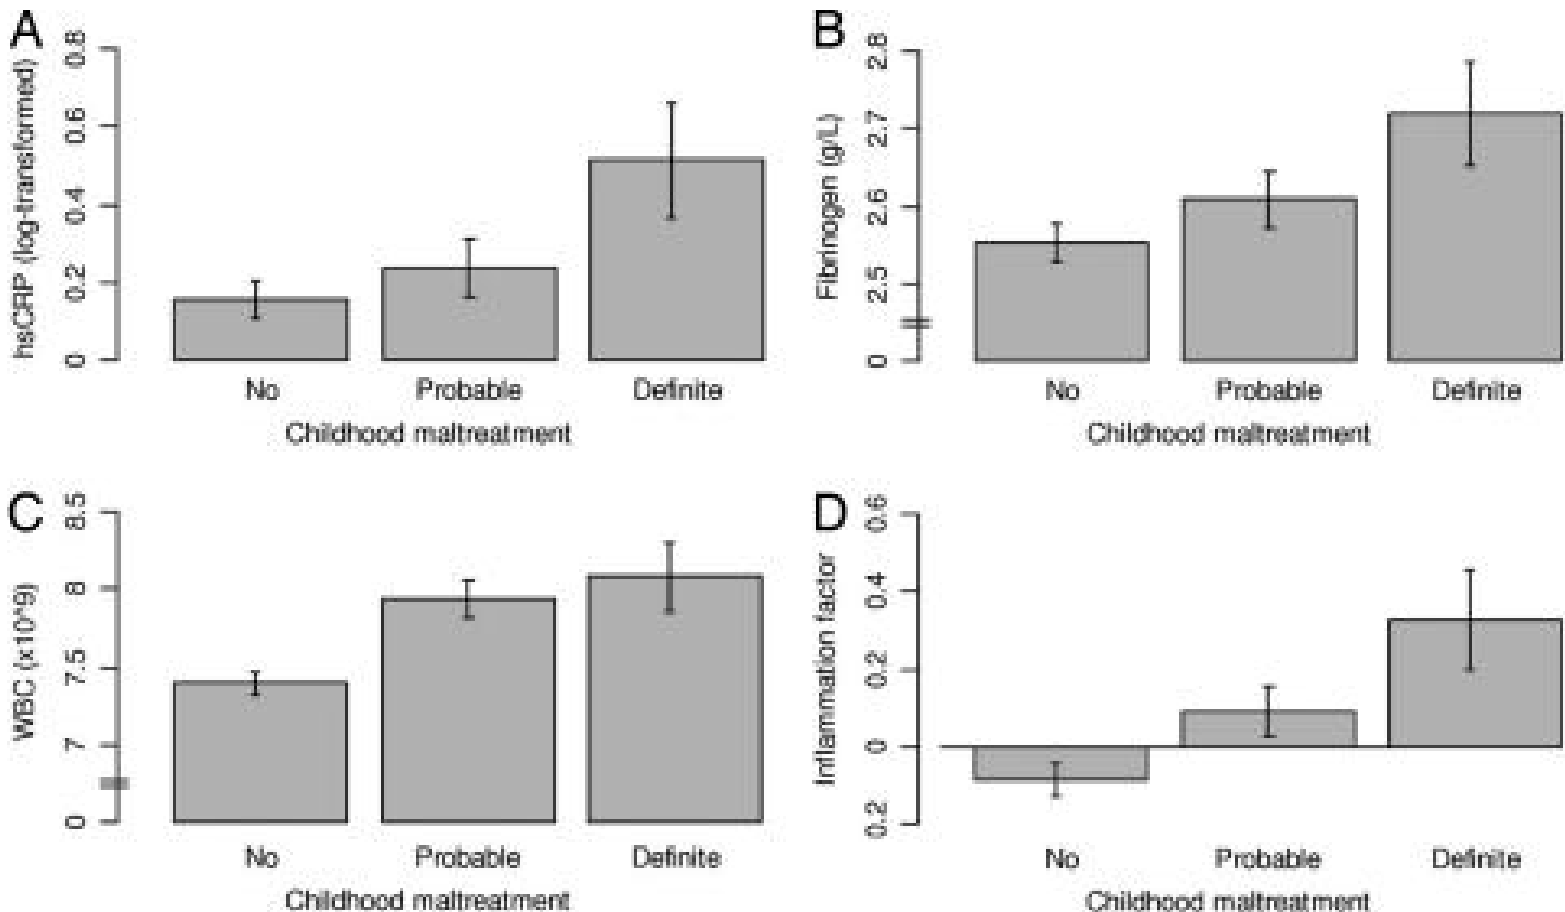 A
hsCRP (log-transformed)
0.8
0.6
0.4
0.2
0
No Probable Definite
Childhood maltreatment
B
Fibrinogen (g/L)
2.8
2.7
2.6
2.5
0
No Probable Definite
Childhood maltreatment
C
WBC (x10^9)
8.5
8
7.5
7
0
No Probable Definite
Childhood maltreatment
D
Inflammation factor
0.6
0.4
0.2
0
0.2
No Probable Definite
Childhood maltreatment